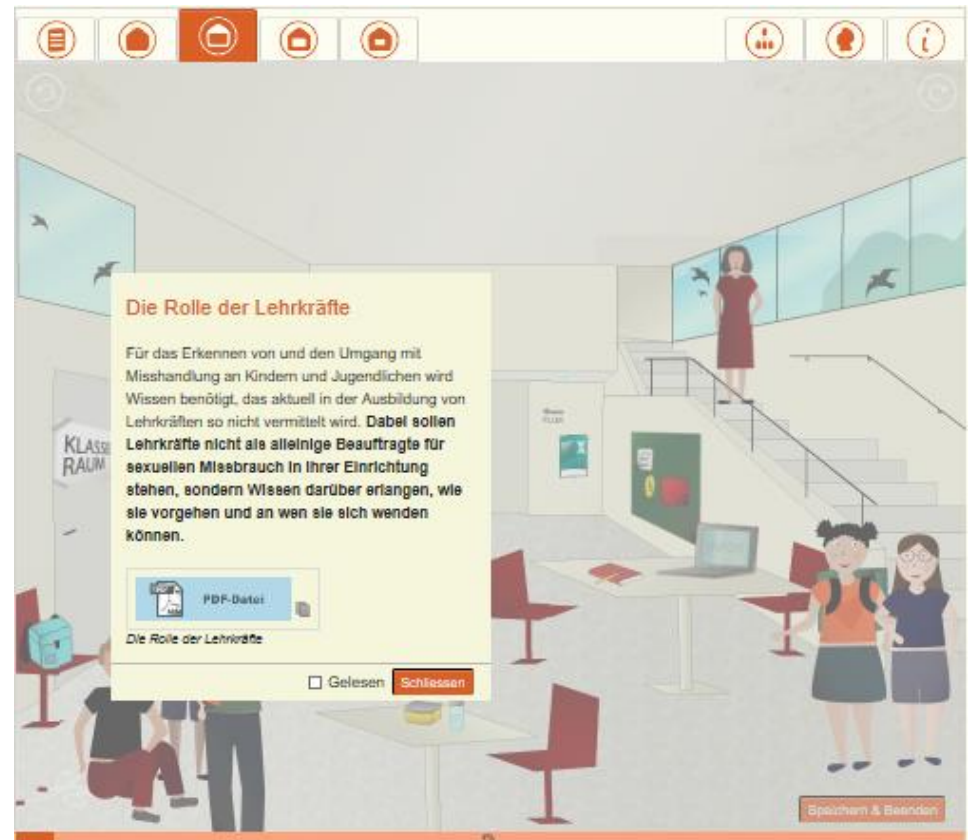 Die Rolle der Lehrkräfte
Für das Erkennen von und den Umgang mit
Misshandlung an Kindern und Jugendlichen wird
Wissen benötigt, das aktuell in der Ausbildung von
Lehrkräften so nicht vermittelt wird. Dabei sollen
Lehrkräfte nicht als alleinige Beauftragte für
sexuellen Missbrauch in ihrer Einrichtung
stehen, sondern Wissen darüber erlangen, wie
sie vorgehen und an wen sie sich wenden
können.
PDF-Datei
Die Rolle der Lehrkräfte
Gelesen Schliessen
KLASSE
RAUM
Speichern & Beenden